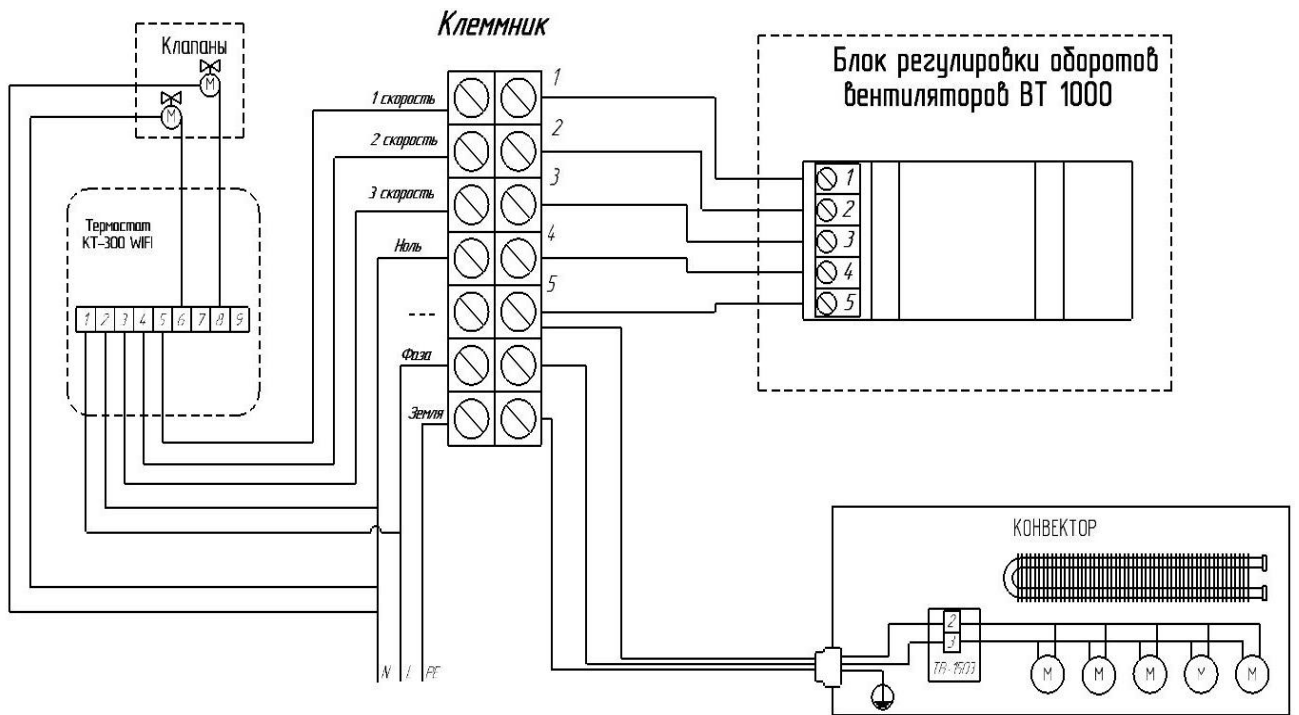 Клеммник
Клапаны
M
M
Термостат
КТ-300 WIFI
1 2 3 4 5 6 7 8 9
1 скорость
2 скорость
3 скорость
Ноль
---
Фаза
Земля
1
2
3
4
5
Блок регулировки оборотов
вентиляторов ВТ 1000
1
2
3
4
5
N L PE
КОНВЕКТОР
2
3
ТВ-1503
M M M M M